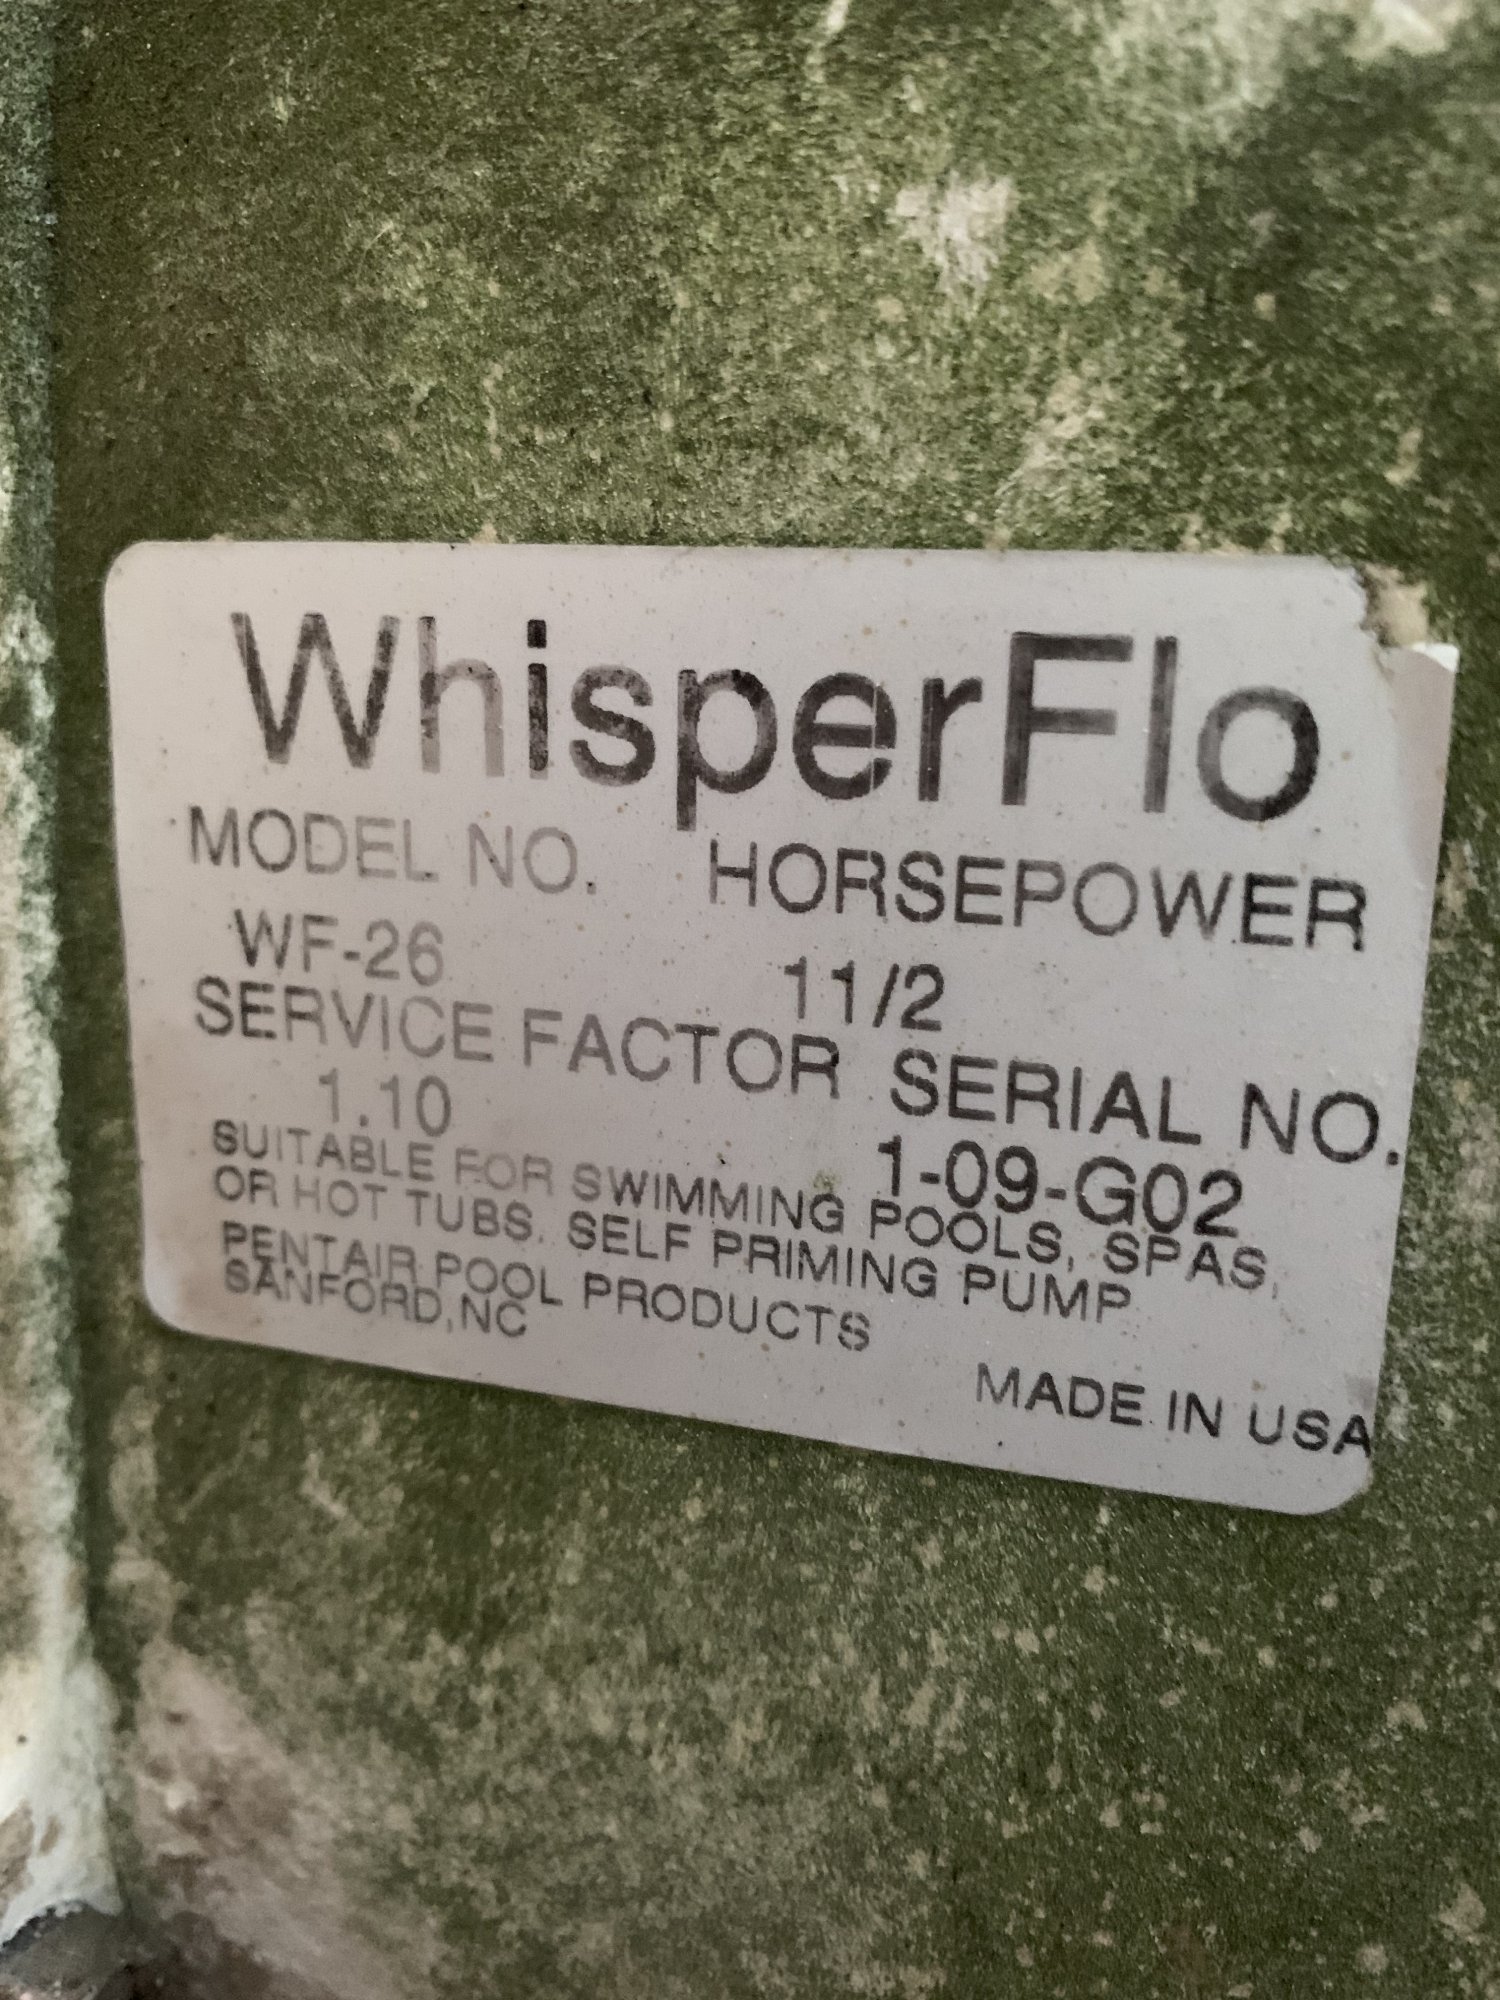 WhisperFlo
MODEL NO. HORSEPOWER
WF-26 11/2
SERVICE FACTOR SERIAL NO.
1.10 1-09-G02
SUITABLE FOR SWIMMING POOLS, SPAS,
OR HOT TUBS. SELF PRIMING PUMP
PENTAIR POOL PRODUCTS
SANFORD,NC
MADE IN USA